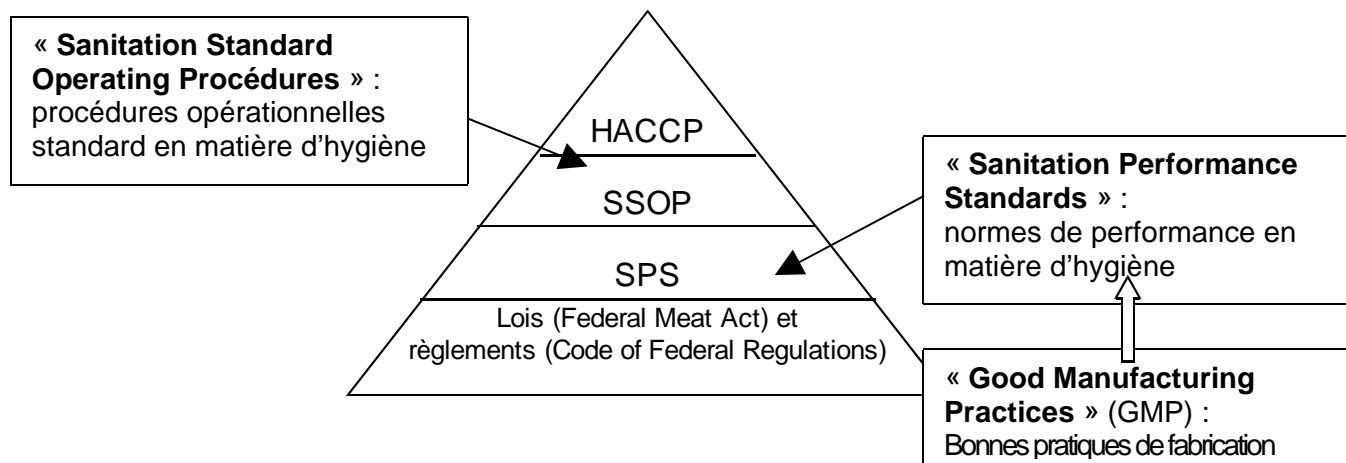 « Sanitation Standard
Operating Procédures » :
procédures opérationnelles
standard en matière d'hygiène
HACCP
SSOP
SPS
Lois (Federal Meat Act) et
règlements (Code of Federal Regulations)
« Sanitation Performance
Standards » :
normes de performance en
matière d'hygiène
« Good Manufacturing
Practices » (GMP) :
Bonnes pratiques de fabrication